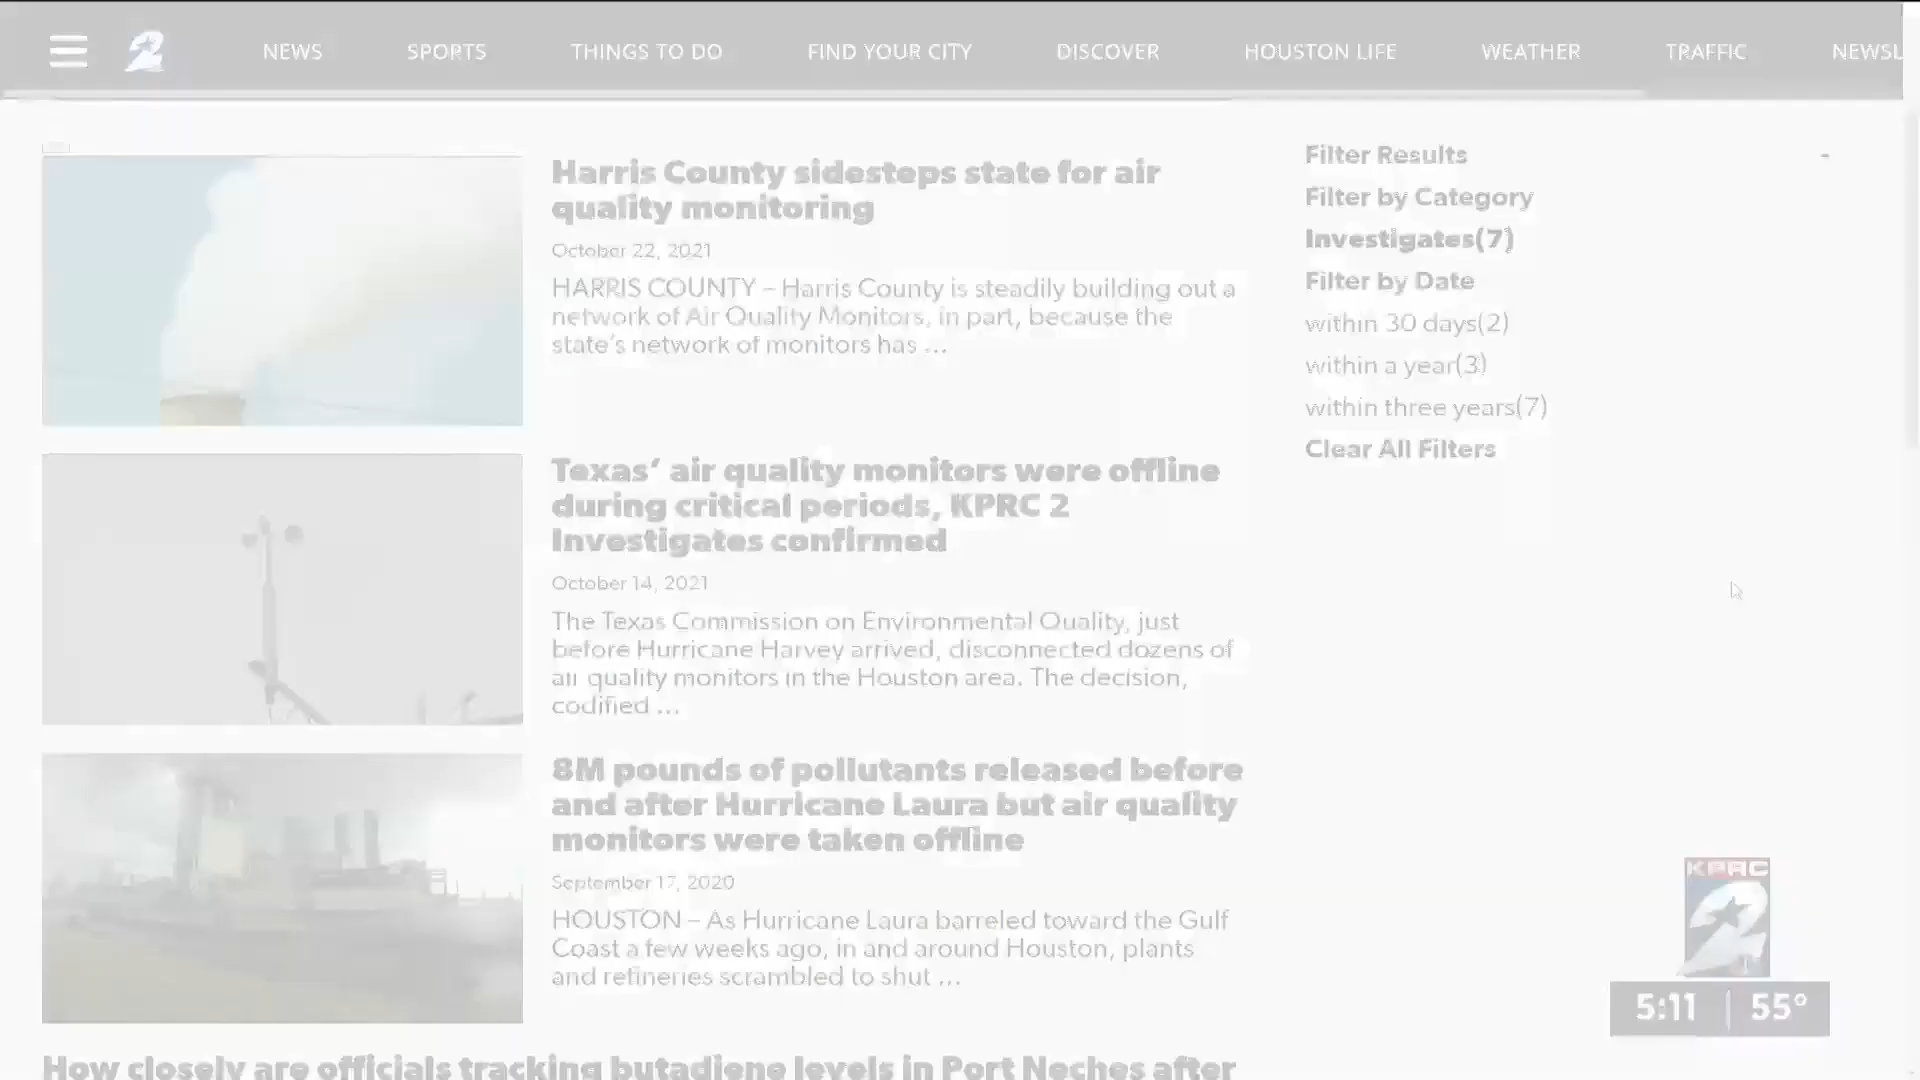 2
NEWS SPORTS THINGS TO DO FIND YOUR CITY DISCOVER HOUSTON LIFE WEATHER TRAFFIC NEWSL
Harris County sidesteps state for air
quality monitoring
October 22, 2021
HARRIS COUNTY – Harris County is steadily building out a
network of Air Quality Monitors, in part, because the
state's network of monitors has ...
Texas' air quality monitors were offline
during critical periods, KPRC 2
Investigates confirmed
October 14, 2021
The Texas Commission on Environmental Quality, just
before Hurricane Harvey arrived, disconnected dozens of
air quality monitors in the Houston area. The decision,
codified ...
8M pounds of pollutants released before
and after Hurricane Laura but air quality
monitors were taken offline
September 17, 2020
HOUSTON – As Hurricane Laura barreled toward the Gulf
Coast a few weeks ago, in and around Houston, plants
and refineries scrambled to shut ...
How closely are officials tracking butadiene levels in Port Neches after
Filter Results -
Filter by Category
Investigates(7)
Filter by Date
within 30 days(2)
within a year(3)
within three years(7)
Clear All Filters
KPRC
2
5:11 | 55°